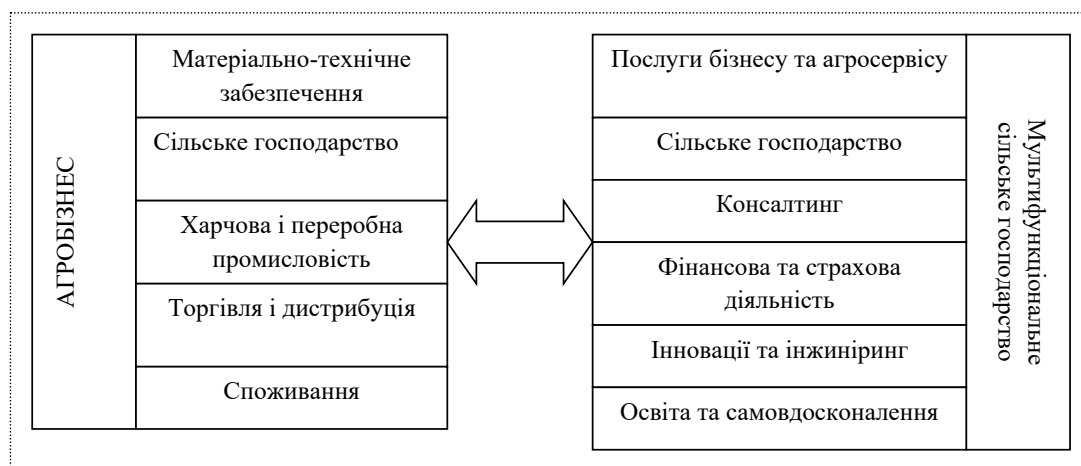 АГРОБІЗНЕС
Матеріально-технічне
забезпечення
Сільське господарство
Харчова і переробна
промисловість
Торгівля і дистрибуція
Споживання
Послуги бізнесу та агросервісу
Сільське господарство
Консалтинг
Фінансова та страхова
діяльність
Інновації та інжиніринг
Освіта та самовдосконалення
Мультифункціональне
сільське господарство